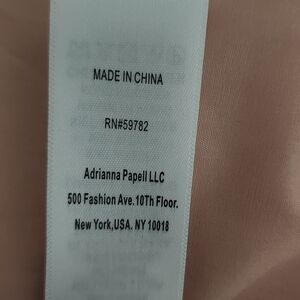 MADE IN CHINA
RN#59782
Adrianna Papell LLC
500 Fashion Ave.10Th Floor.
New York,USA. NY 10018